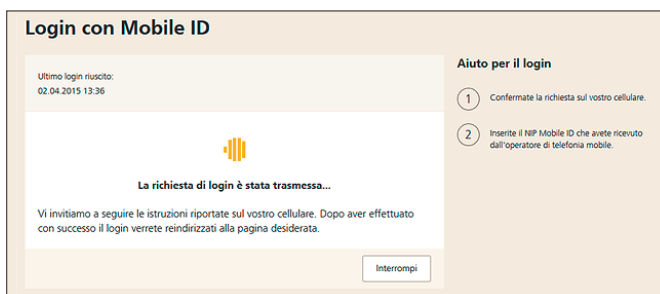 Login con Mobile ID
Ultimo login riuscito:
02.04.2015 13:36
La richiesta di login è stata trasmessa...
Vi invitiamo a seguire le istruzioni riportate sul vostro cellulare. Dopo aver effettuato
con successo il login verrete reindirizzati alla pagina desiderata.
Interrompi
Aiuto per il login
1 Confermate la richiesta sul vostro cellulare.
2 Inserite il NIP Mobile ID che avete ricevuto
dall'operatore di telefonia mobile.